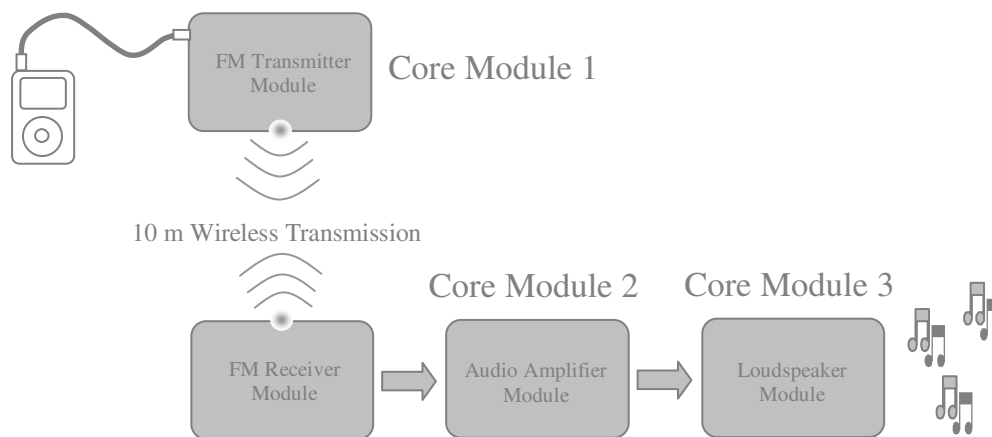 FM Transmitter
Module
Core Module 1
10 m Wireless Transmission
Core Module 2
Core Module 3
FM Receiver
Module
Audio Amplifier
Module
Loudspeaker
Module